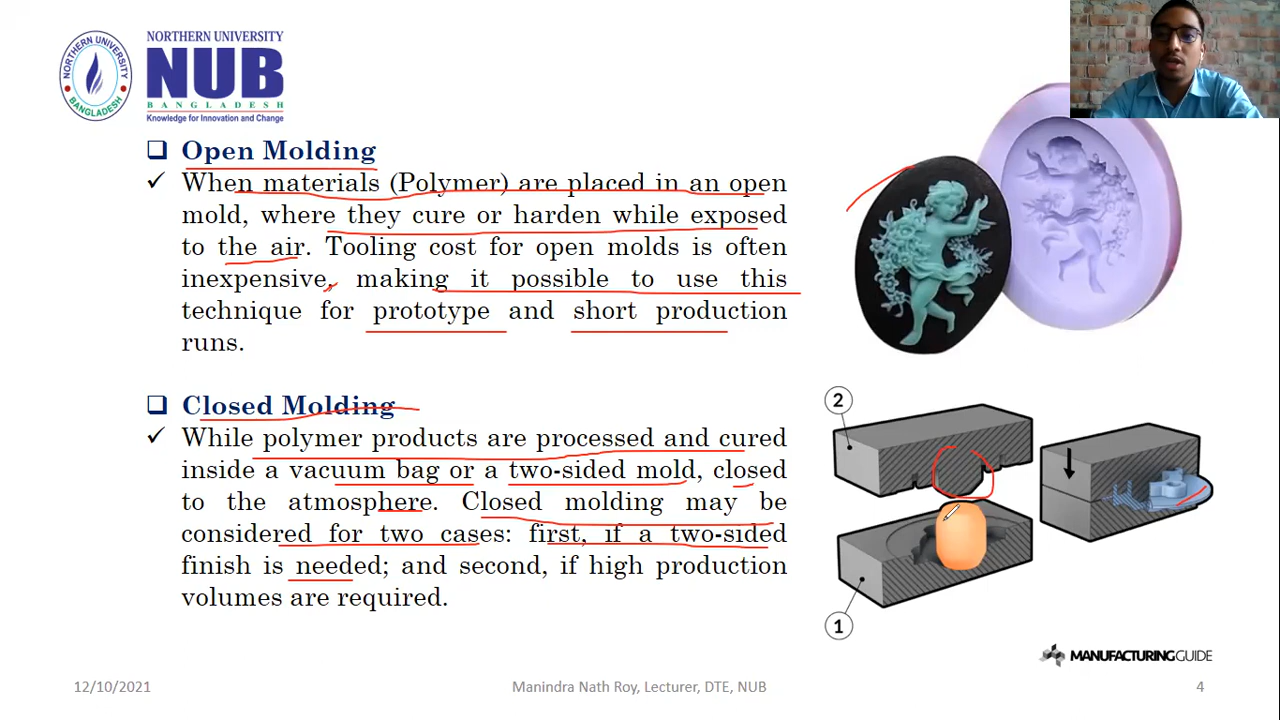 NORTHERN UNIVERSITY
NUB
BANGLADESH
Knowledge for Innovation and Change
NORTHERN UNIVERSITY
BANGLADESH
Open Molding
When materials (Polymer) are placed in an open
mold, where they cure or harden while exposed
to the air. Tooling cost for open molds is often
inexpensive, making it possible to use this
technique for prototype and short production
runs.
Closed Molding
While polymer products are processed and cured
inside a vacuum bag or a two-sided mold, closed
to the atmosphere. Closed molding may be
considered for two cases: first, if a two-sided
finish is needed; and second, if high production
volumes are required.
2
1
MANUFACTURINGGUIDE
12/10/2021
Manindra Nath Roy, Lecturer, DTE, NUB
4